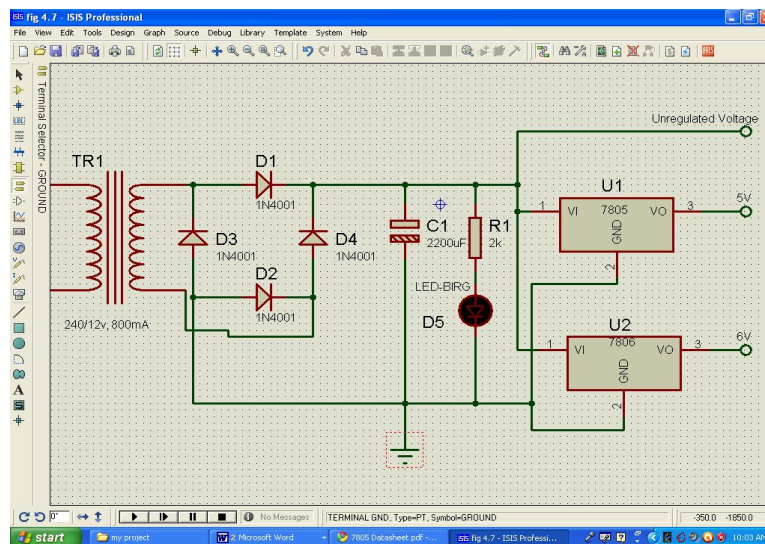 fig 4.7 - ISIS Professional
File View Edit Tools Design Graph Source Debug Library Template System Help
Terminal Selector - GROUND
Unregulated Voltage
TR1
D1
1N4001
U1
5V
1
VI
7805
VO
3
GND
2
D3
1N4001
D4
1N4001
C1
2200uF
R1
2k
D2
1N4001
LED-BIRG
D5
240/12v, 800mA
U2
6V
1
VI
7806
VO
3
GND
2
A
0°
No Messages
TERMINAL GND, Type=PT, Symbol=GROUND
-350.0 -1850.0
start
my project
2 Microsoft Word
7805 Datasheet pdf -...
fig 4.7 - ISIS Professi...
10:03 AM